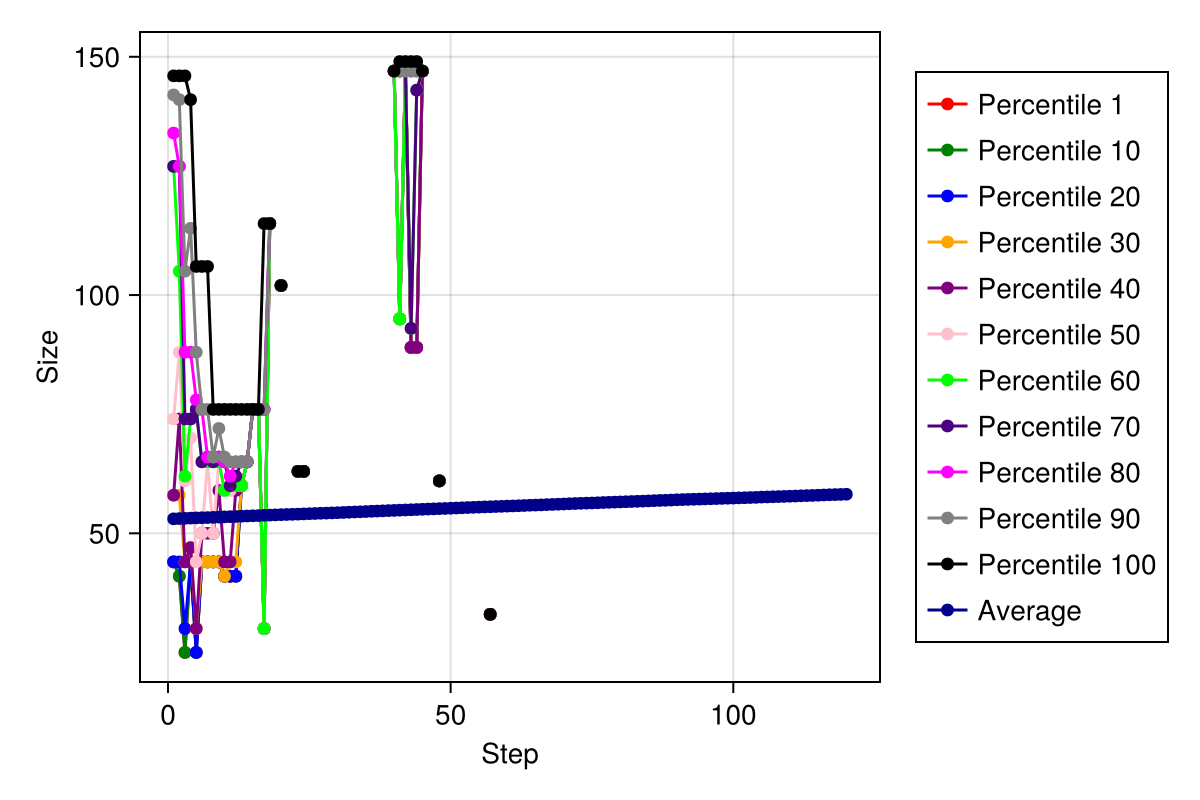 150
100
50
0
50
100
Size
Step
Percentile 1
Percentile 10
Percentile 20
Percentile 30
Percentile 40
Percentile 50
Percentile 60
Percentile 70
Percentile 80
Percentile 90
Percentile 100
Average